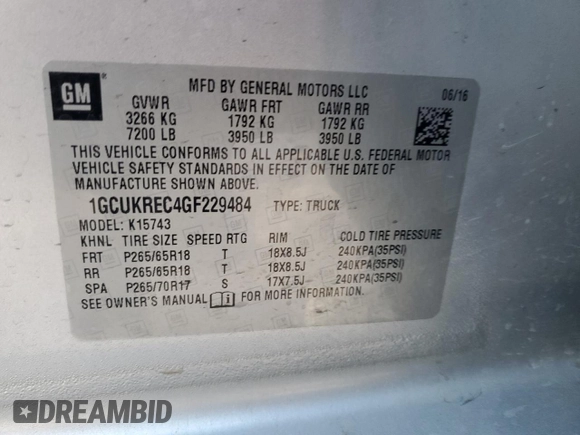 GM
MFD BY GENERAL MOTORS LLC
06/16
GVWR GAWR FRT GAWR RR
3266 KG 1792 KG 1792 KG
7200 LB 3950 LB 3950 LB
THIS VEHICLE CONFORMS TO ALL APPLICABLE U.S. FEDERAL MOTOR
VEHICLE SAFETY STANDARDS IN EFFECT ON THE DATE OF
MANUFACTURE SHOWN ABOVE.
1GCUKREC4GF229484 TYPE: TRUCK
MODEL: K15743
KHNL TIRE SIZE SPEED RTG RIM COLD TIRE PRESSURE
FRT P265/65R18 T 18X8.5J 240KPA(35PSI)
RR P265/65R18 T 18X8.5J 240KPA(35PSI)
SPA P265/70R17 S 17X7.5J 240KPA(35PSI)
SEE OWNER'S MANUAL FOR MORE INFORMATION.
DREAMBID